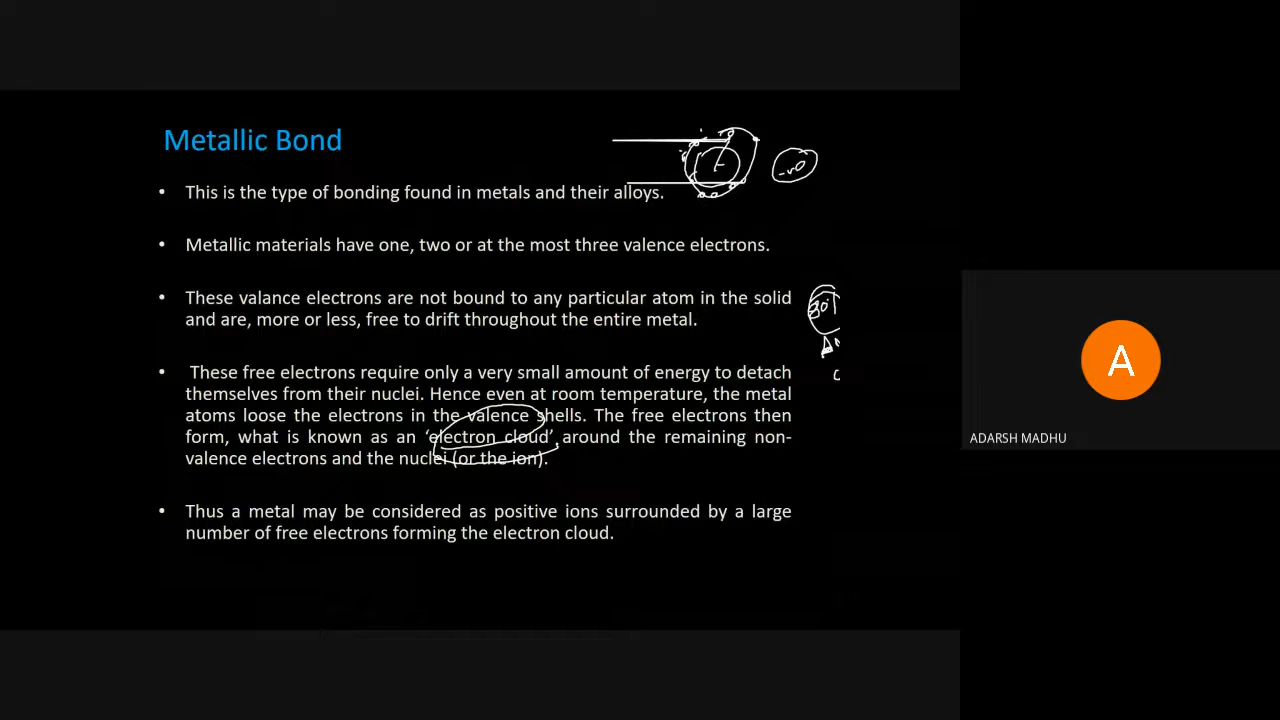 Metallic Bond
• This is the type of bonding found in metals and their alloys.
• Metallic materials have one, two or at the most three valence electrons.
• These valance electrons are not bound to any particular atom in the solid
and are, more or less, free to drift throughout the entire metal.
• These free electrons require only a very small amount of energy to detach
themselves from their nuclei. Hence even at room temperature, the metal
atoms loose the electrons in the valence shells. The free electrons then
form, what is known as an ‘electron cloud’ around the remaining non-
valence electrons and the nuclei (or the ion).
• Thus a metal may be considered as positive ions surrounded by a large
number of free electrons forming the electron cloud.
A
ADARSH MADHU